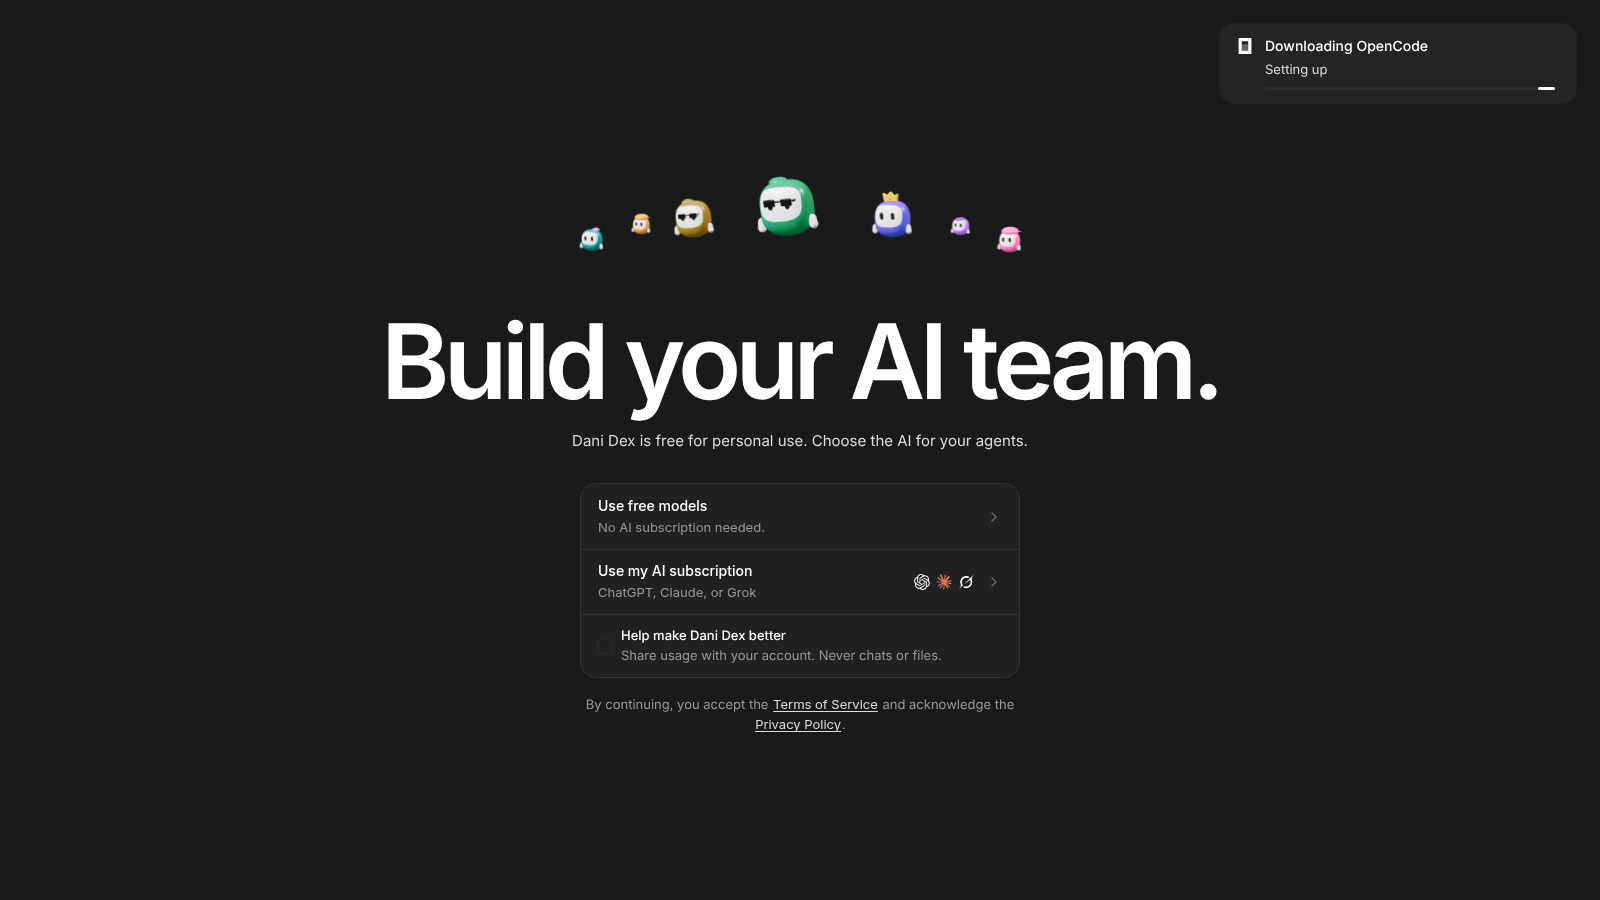 Downloading OpenCode
Setting up
Build your AI team.
Dani Dex is free for personal use. Choose the AI for your agents.
Use free models
No AI subscription needed.
Use my AI subscription
ChatGPT, Claude, or Grok
Help make Dani Dex better
Share usage with your account. Never chats or files.
By continuing, you accept the Terms of Service and acknowledge the
Privacy Policy.